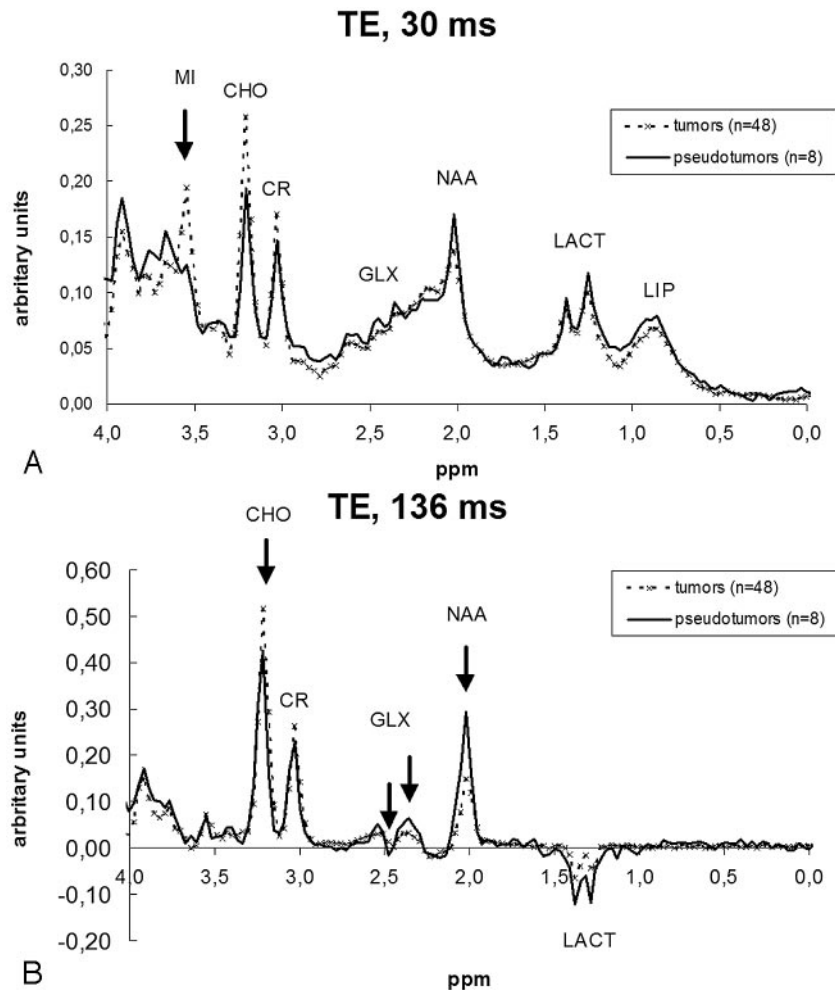 TE, 30 ms
0,30
0,25
0,20
0,15
0,10
0,05
0,00
arbritary units
MI
CHO
CR
GLX
NAA
LACT
LIP
tumors (n=48)
pseudotumors (n=8)
4,0 3,5 3,0 2,5 2,0 1,5 1,0 0,5 0,0
ppm
A
TE, 136 ms
0,60
0,50
0,40
0,30
0,20
0,10
0,00
-0,10
-0,20
arbritary units
CHO
CR
GLX
NAA
LACT
tumors (n=48)
pseudotumors (n=8)
4,0 3,5 3,0 2,5 2,0 1,5 1,0 0,5 0,0
ppm
B